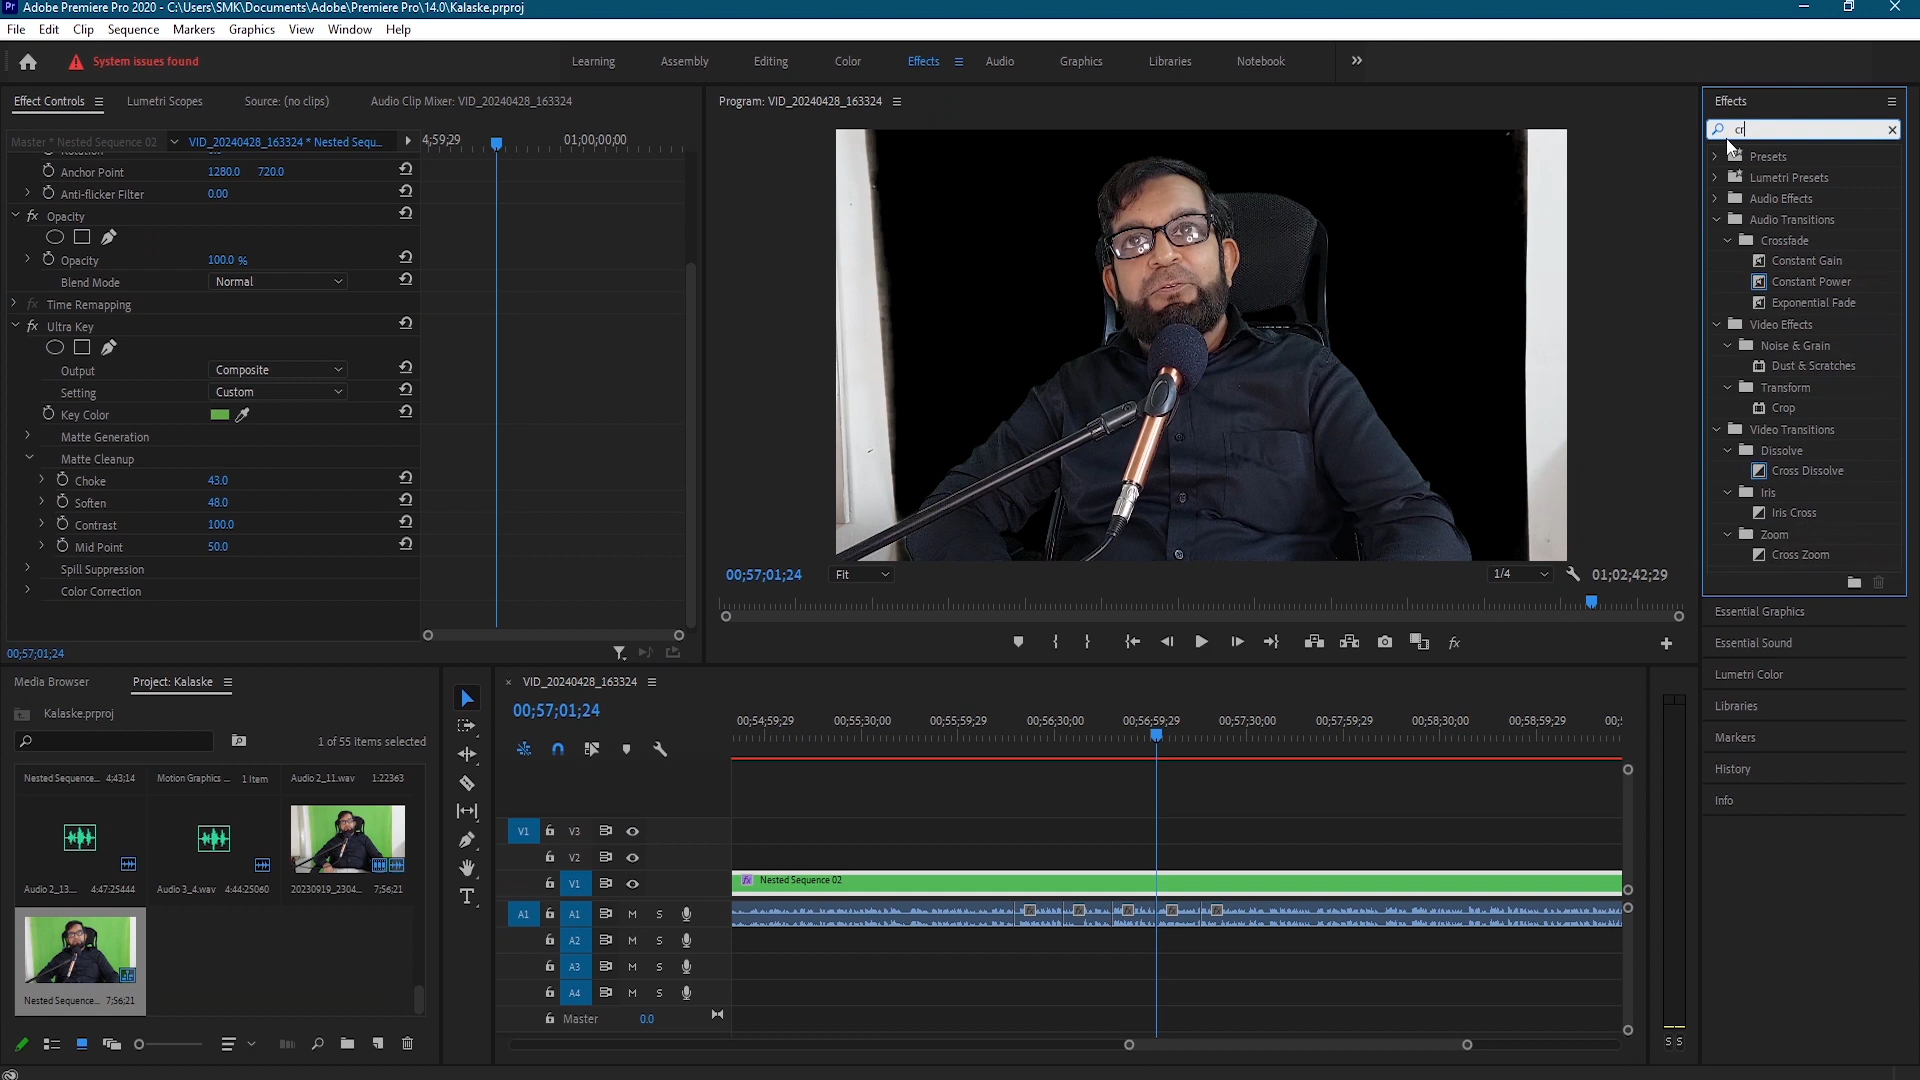 Adobe Premiere Pro 2020 - C:\Users\SMK\Documents\Adobe\Premiere Pro\14.0\Kalaske.prproj
File Edit Clip Sequence Markers Graphics View Window Help
System issues found
Learning Assembly Editing Color Effects Audio Graphics Libraries Notebook
Effect Controls Lumetri Scopes Source: (no clips) Audio Clip Mixer: VID_20240428_163324
Master * Nested Sequence 02 VID_20240428_163324 * Nested Sequ...
4;59;29 01;00;00;00
Anchor Point 1280.0 720.0
Anti-flicker Filter 0.00
fx Opacity
Opacity 100.0 %
Blend Mode Normal
fx Time Remapping
fx Ultra Key
Output Composite
Setting Custom
Key Color
Matte Generation
Matte Cleanup
Choke 43.0
Soften 48.0
Contrast 100.0
Mid Point 50.0
Spill Suppression
Color Correction
00;57;01;24
Program: VID_20240428_163324
00;57;01;24 Fit 1/4 01;02;42;29
fx
Effects
cr
Presets
Lumetri Presets
Audio Effects
Audio Transitions
Crossfade
Constant Gain
Constant Power
Exponential Fade
Video Effects
Noise & Grain
Dust & Scratches
Transform
Crop
Video Transitions
Dissolve
Cross Dissolve
Iris
Iris Cross
Zoom
Cross Zoom
Essential Graphics
Essential Sound
Lumetri Color
Libraries
Markers
History
Info
Media Browser Project: Kalaske
Kalaske.prproj
1 of 55 items selected
Nested Sequence... 4;43;14 Motion Graphics ... 1 Item Audio 2_11.wav 1:22363
Audio 2_13... 4:47:25444 Audio 3_4.wav 4:44:25060 20230919_2304... 7;56;21
Nested Sequence... 7;56;21
VID_20240428_163324
00;57;01;24
00;54;59;29 00;55;30;00 00;55;59;29 00;56;30;00 00;56;59;29 00;57;30;00 00;57;59;29 00;58;30;00 00;58;59;29
V1 V3
V2
V1 fx Nested Sequence 02
A1 A1 M S
A2 M S
A3 M S
A4 M S
Master 0.0
S S